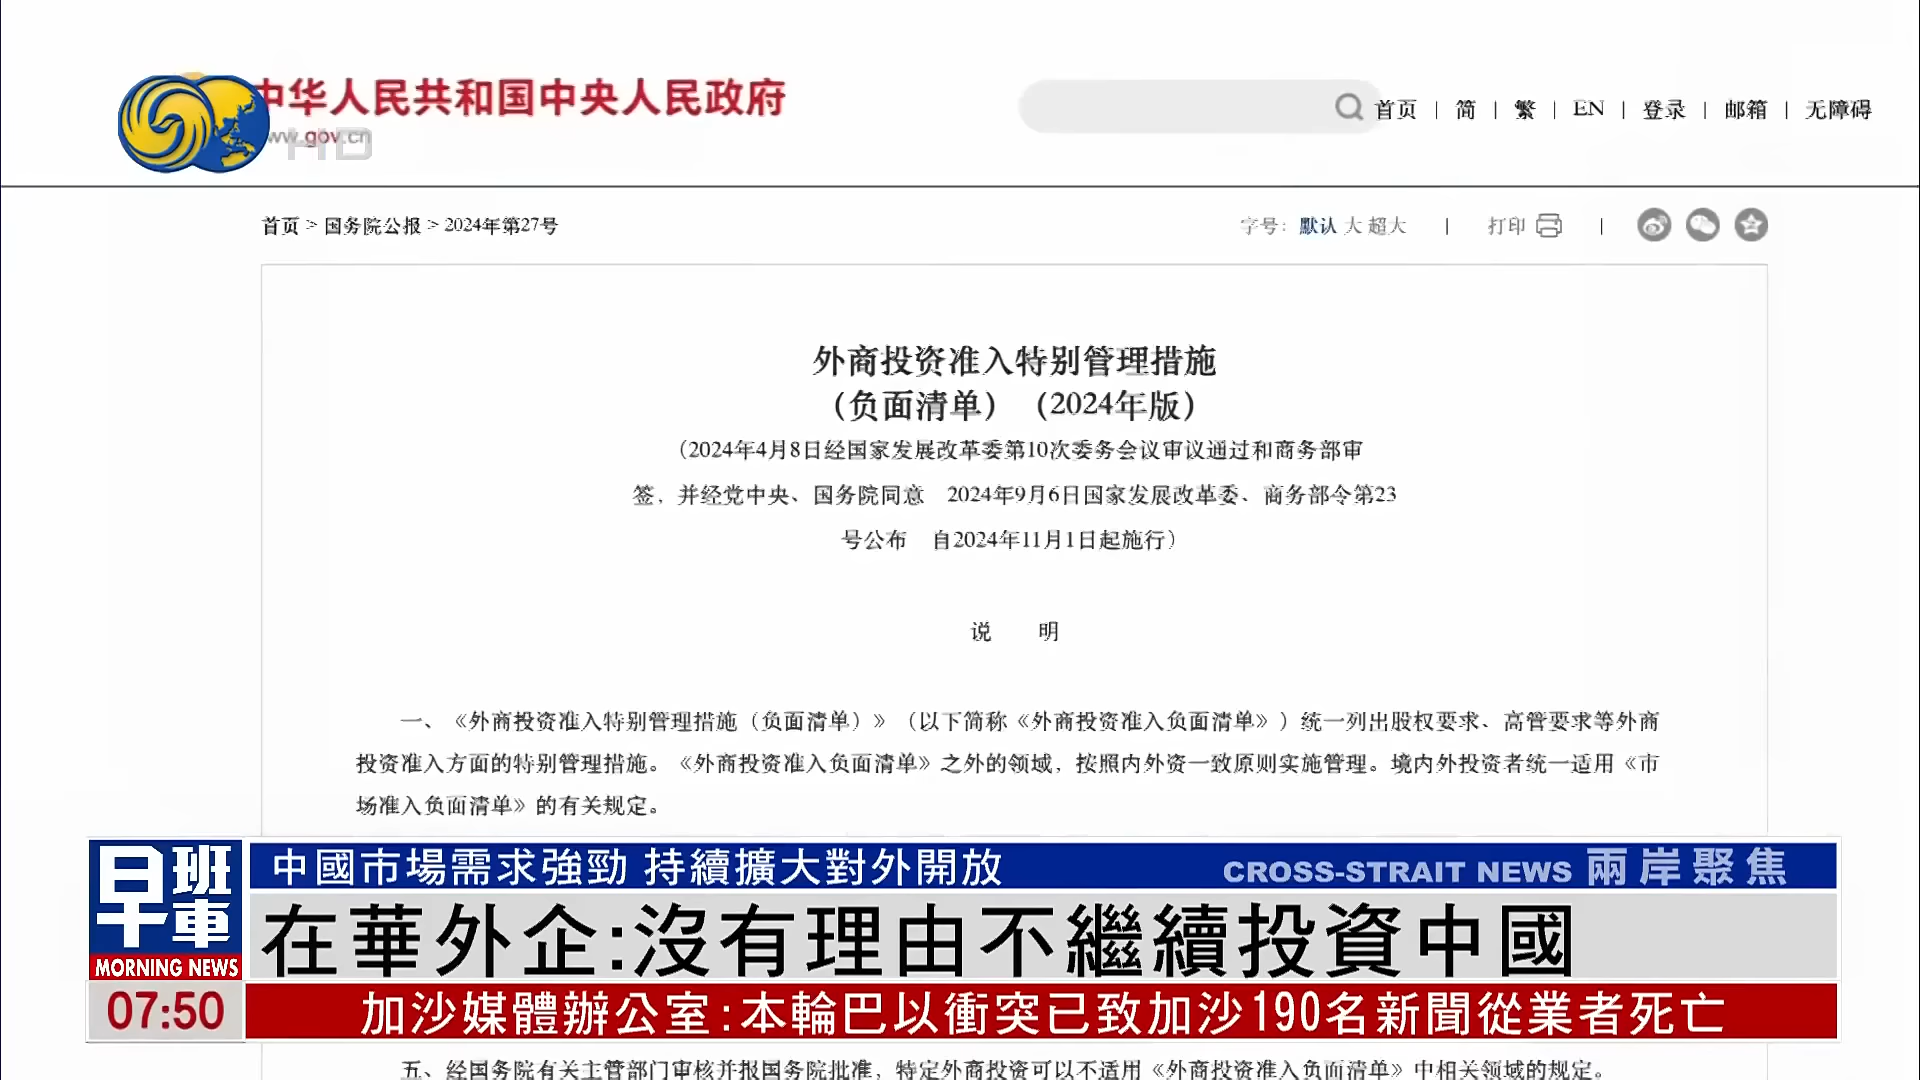 中华人民共和国中央人民政府
www.gov.cn
HD
首页 | 简 | 繁 | EN | 登录 | 邮箱 | 无障碍
首页 > 国务院公报 > 2024年第27号
字号：默认 大 超大 | 打印 |
外商投资准入特别管理措施
（负面清单）（2024年版）
（2024年4月8日经国家发展改革委第10次委务会议审议通过和商务部审
签，并经党中央、国务院同意 2024年9月6日国家发展改革委、商务部令第23
号公布 自2024年11月1日起施行）
说 明
一、《外商投资准入特别管理措施（负面清单）》（以下简称《外商投资准入负面清单》）统一列出股权要求、高管要求等外商
投资准入方面的特别管理措施。《外商投资准入负面清单》之外的领域，按照内外资一致原则实施管理。境内外投资者统一适用《市
场准入负面清单》的有关规定。
早班車
MORNING NEWS
中國市場需求強勁 持續擴大對外開放
CROSS-STRAIT NEWS 兩岸聚焦
在華外企:沒有理由不繼續投資中國
07:50
加沙媒體辦公室:本輪巴以衝突已致加沙190名新聞從業者死亡
五、经国务院有关主管部门审核并报国务院批准，特定外商投资可以不适用《外商投资准入负面清单》中相关领域的规定。